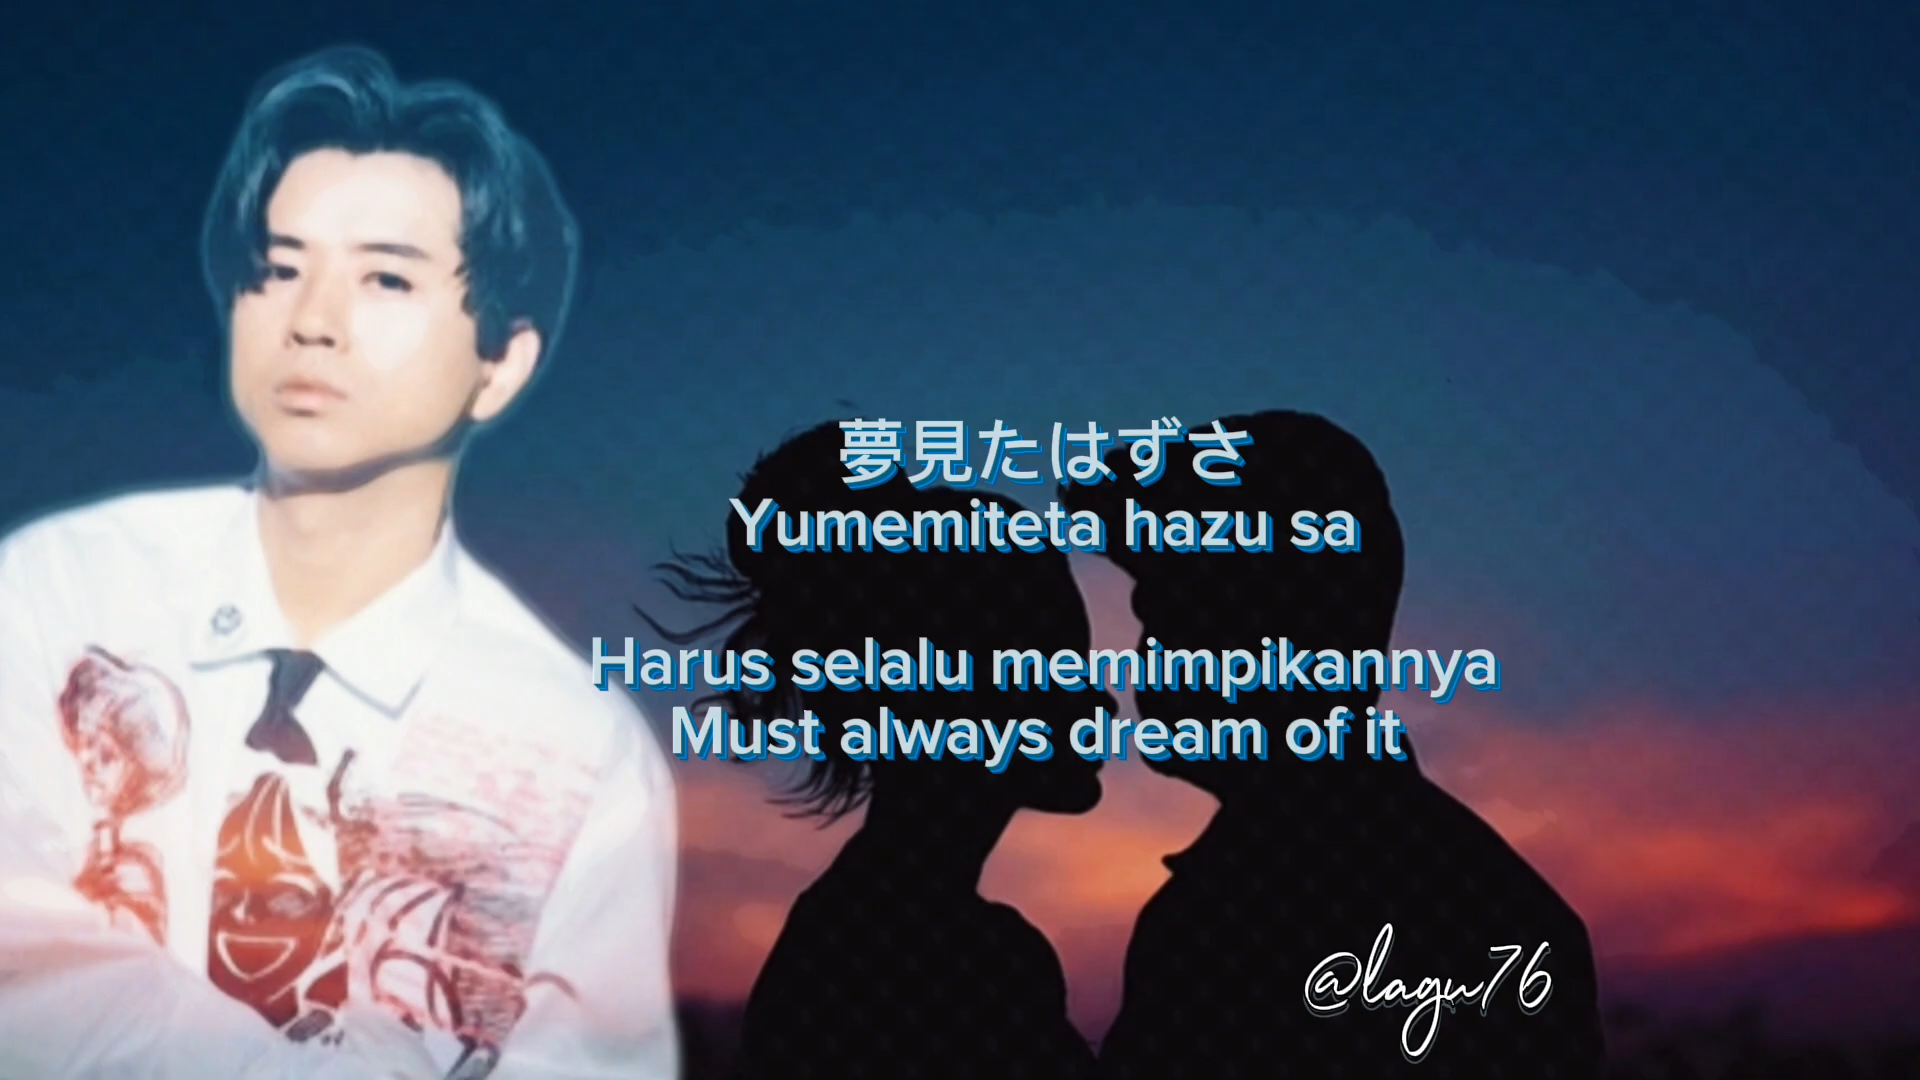 夢見たはずさ
Yumemiteta hazu sa
Harus selalu memimpikannya
Must always dream of it
@lagu76